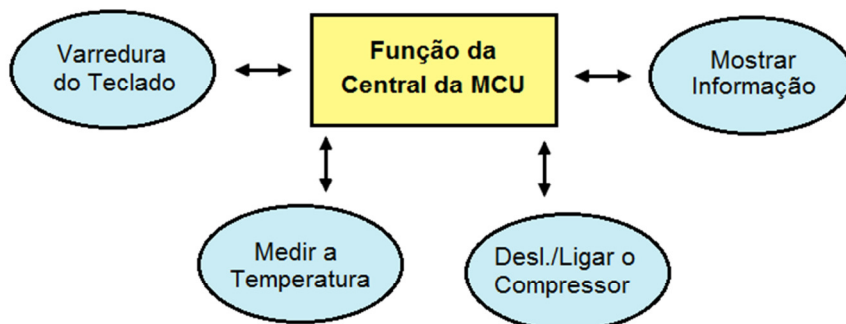 Varredura
do Teclado
Função da
Central da MCU
Mostrar
Informação
Medir a
Temperatura
Desl./Ligar o
Compressor